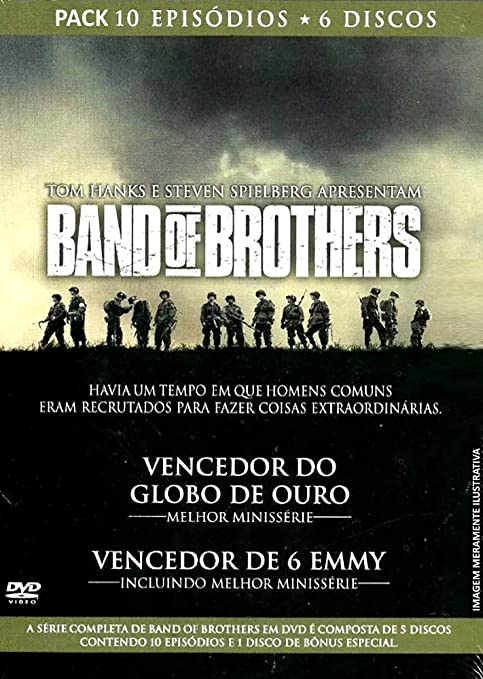 PACK 10 EPISÓDIOS ★ 6 DISCOS
TOM HANKS E STEVEN SPIELBERG APRESENTAM
BAND OF BROTHERS
HAVIA UM TEMPO EM QUE HOMENS COMUNS
ERAM RECRUTADOS PARA FAZER COISAS EXTRAORDINÁRIAS.
VENCEDOR DO
GLOBO DE OURO
MELHOR MINISSÉRIE
VENCEDOR DE 6 EMMY
INCLUINDO MELHOR MINISSÉRIE
DVD
VIDEO
IMAGEM MERAMENTE ILUSTRATIVA
A SÉRIE COMPLETA DE BAND OF BROTHERS EM DVD É COMPOSTA DE 5 DISCOS
CONTENDO 10 EPISÓDIOS E 1 DISCO DE BÔNUS ESPECIAL.